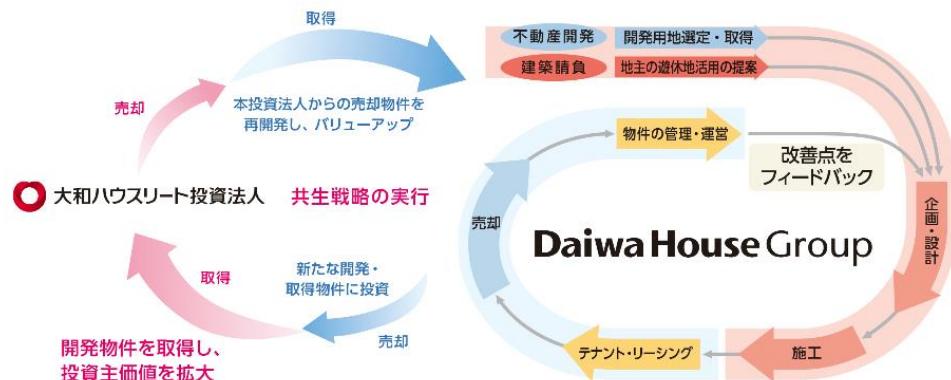 取得
売却
本投資法人からの売却物件を
再開発し、バリューアップ
大和ハウスリート投資法人
共生戦略の実行
取得
新たな開発・
取得物件に投資
売却
開発物件を取得し、
投資主価値を拡大
不動産開発
開発用地選定・取得
建築請負
地主の遊休地活用の提案
物件の管理・運営
改善点を
フィードバック
売却
Daiwa House Group
企画・設計
テナント・リーシング
施工